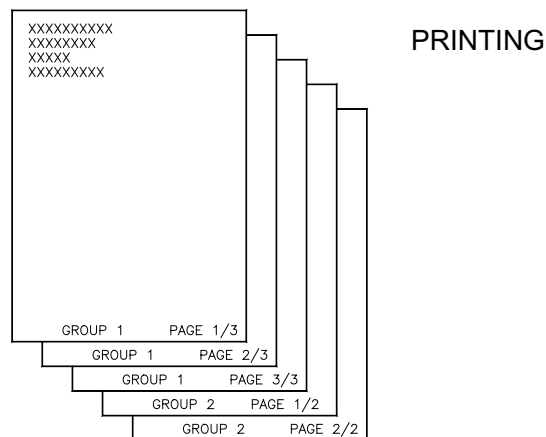 XXXXXXXXXX
XXXXXXXX
XXXXX
XXXXXXXXX
PRINTING
GROUP 1 PAGE 1/3
GROUP 1 PAGE 2/3
GROUP 1 PAGE 3/3
GROUP 2 PAGE 1/2
GROUP 2 PAGE 2/2